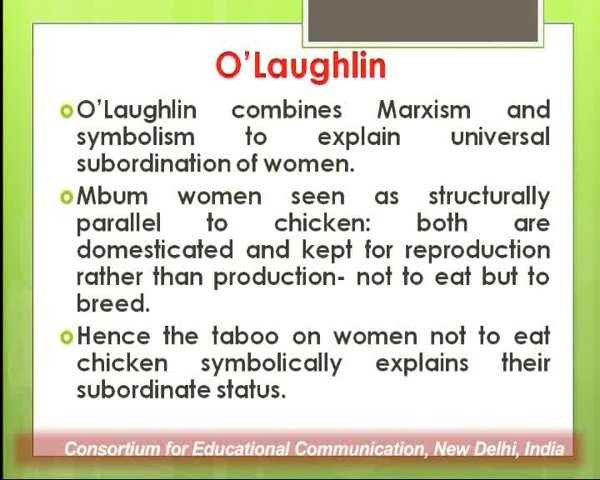 O'Laughlin
O'Laughlin combines Marxism and
symbolism to explain universal
subordination of women.
Mbum women seen as structurally
parallel to chicken: both are
domesticated and kept for reproduction
rather than production- not to eat but to
breed.
Hence the taboo on women not to eat
chicken symbolically explains their
subordinate status.
Consortium for Educational Communication, New Delhi, India